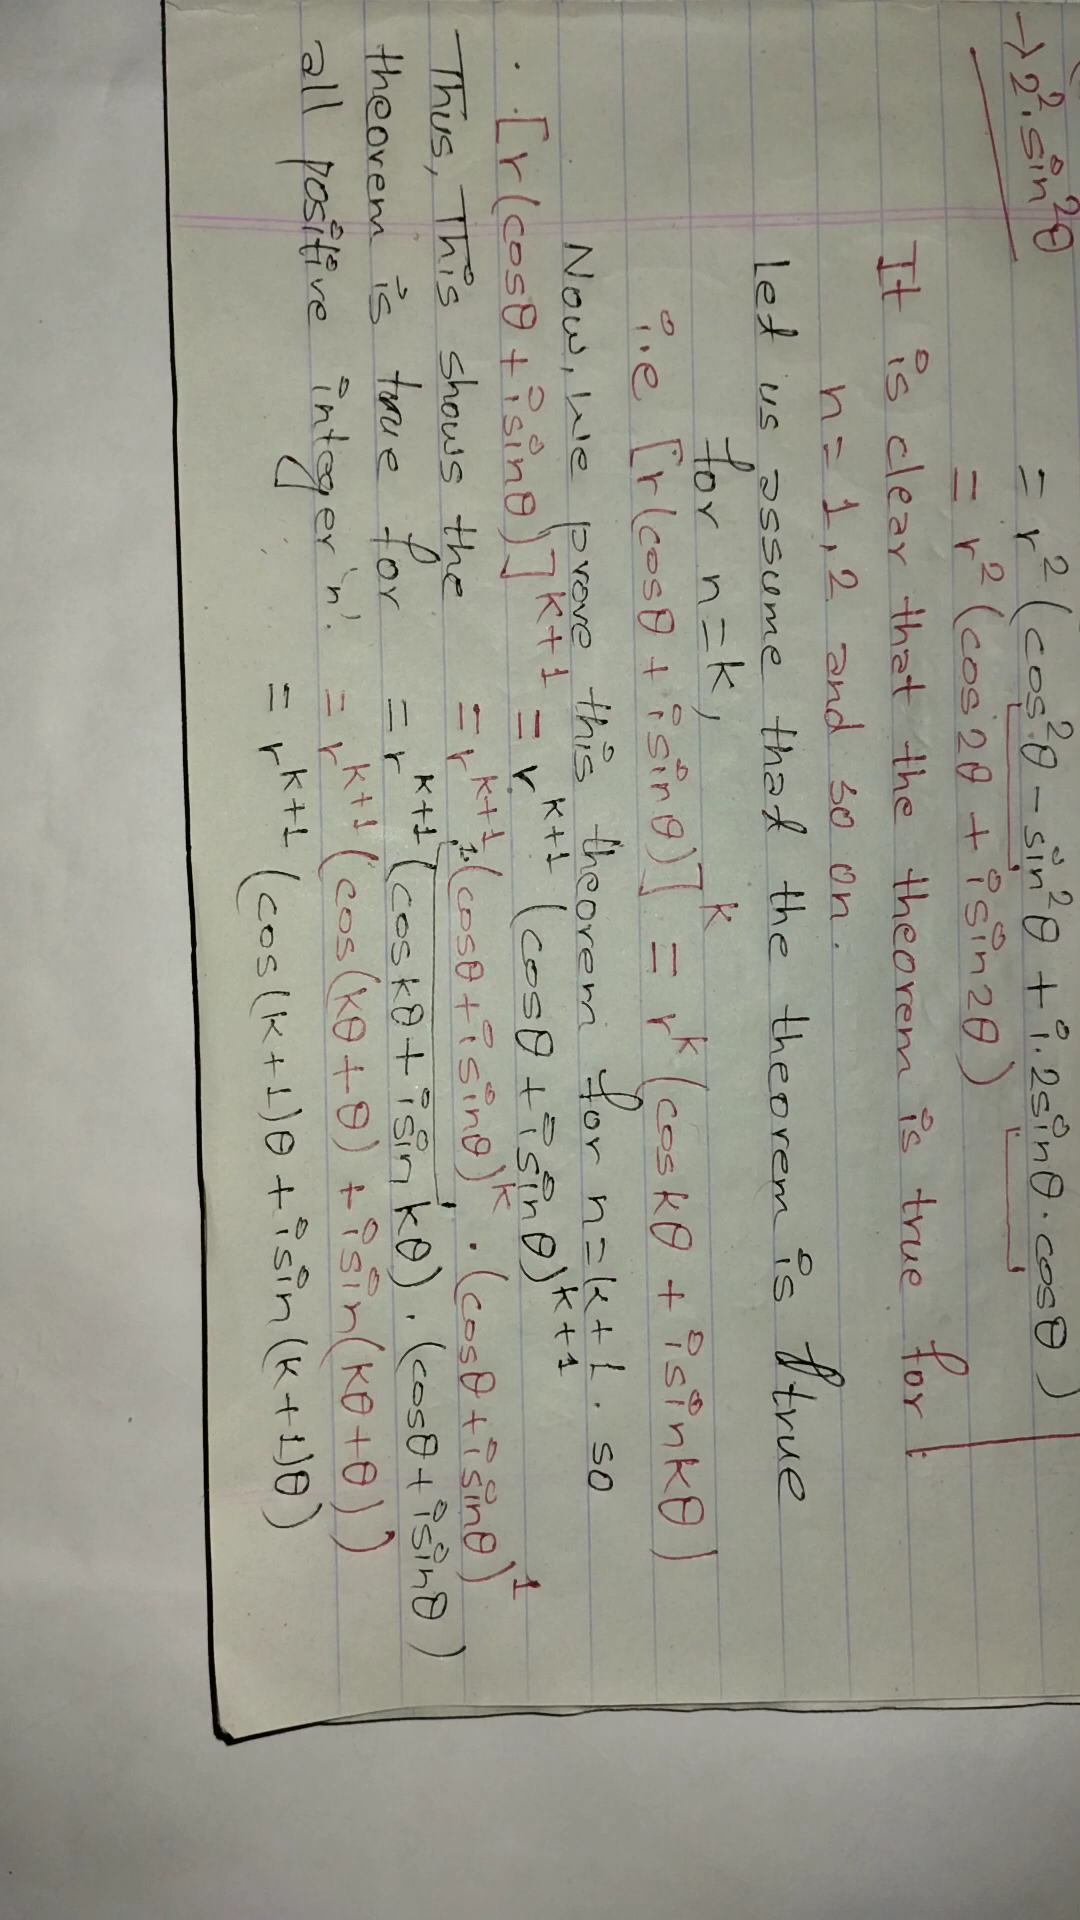 → 2².sin²θ
= r² (cos²θ - sin²θ + i.2sinθ.cosθ)
= r² (cos2θ + isin2θ)
It is clear that the theorem is true for
n = 1, 2 and so on.
let us assume that the theorem is true
for n = k,
i.e [r(cosθ + isinθ)]^k = r^k (coskθ + isinkθ)
Now, we prove this theorem for n = k+1. so
. [r(cosθ + isinθ)]^k+1 = r^k+1 (cosθ + isinθ)^k+1
Thus, This shows the = r^k+1 (cosθ + isinθ)^k . (cosθ + isinθ)^1
theorem is true for = r^k+1 (coskθ + isin kθ) . (cosθ + isinθ)
all positive integer 'n'. = r^k+1 (cos(kθ + θ) + isin(kθ + θ))
= r^k+1 (cos(k+1)θ + isin(k+1)θ)